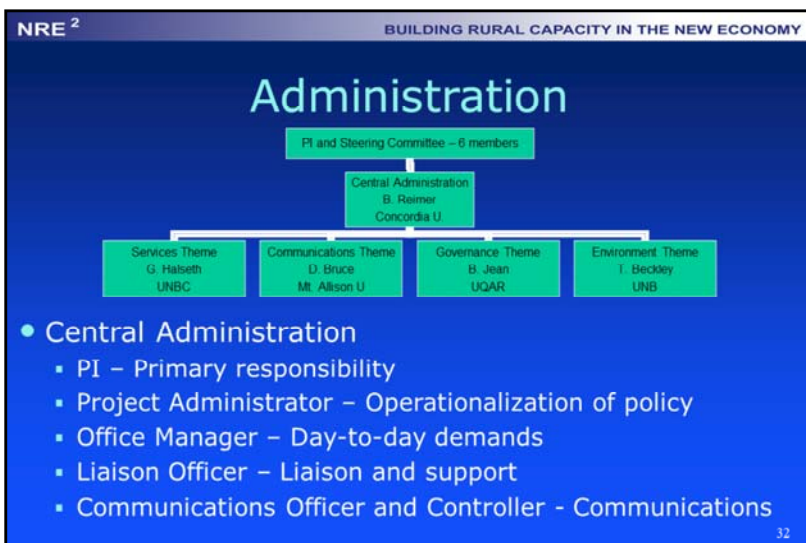 NRE ²
BUILDING RURAL CAPACITY IN THE NEW ECONOMY
Administration
PI and Steering Committee – 6 members
Central Administration
B. Reimer
Concordia U.
Services Theme
G. Halseth
UNBC
Communications Theme
D. Bruce
Mt. Allison U
Governance Theme
B. Jean
UQAR
Environment Theme
T. Beckley
UNB
• Central Administration
▪ PI – Primary responsibility
▪ Project Administrator – Operationalization of policy
▪ Office Manager – Day-to-day demands
▪ Liaison Officer – Liaison and support
▪ Communications Officer and Controller - Communications
32